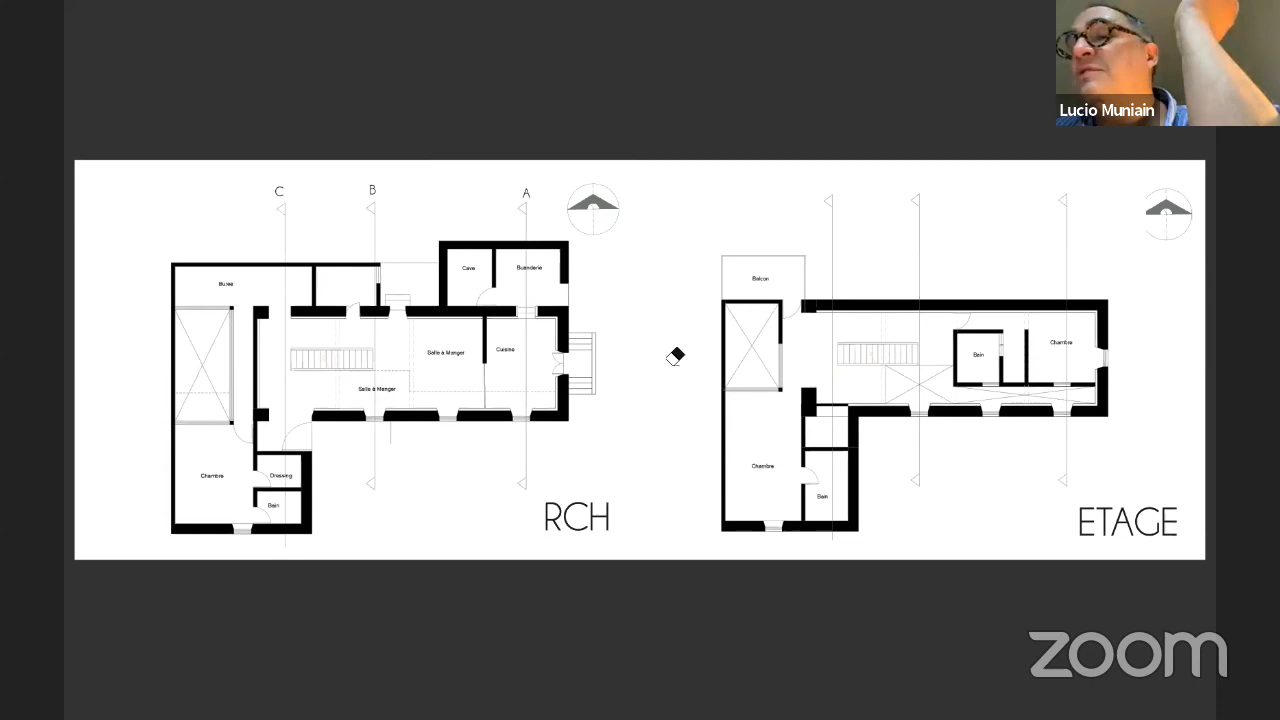 Lucio Muniain
C
B
A
Cave
Buanderie
Burea
Salle à Manger
Cuisine
Salle à Manger
Chambre
Dressing
Bain
RCH
Balcon
Bain
Chambre
Chambre
Bain
ETAGE
zoom